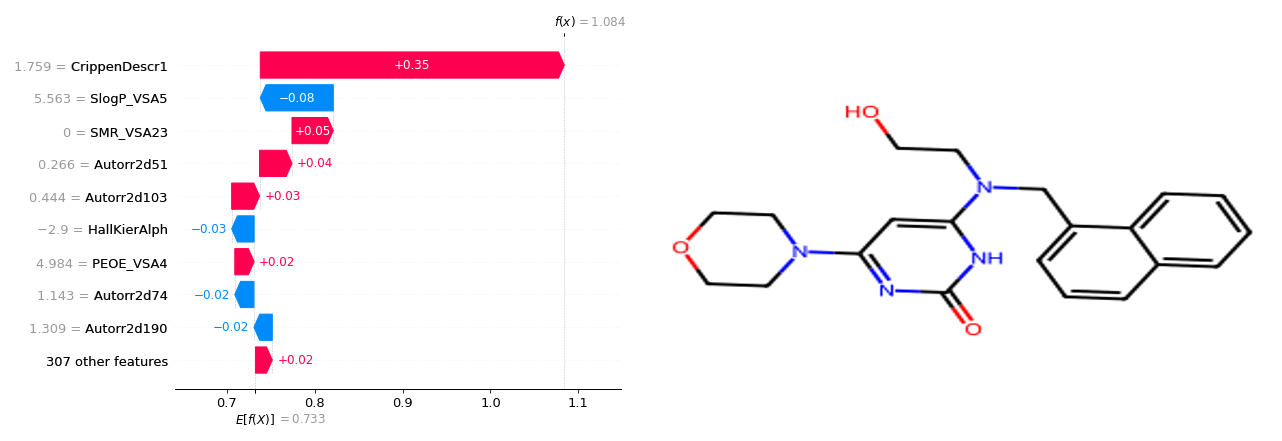 f(x) = 1.084
1.759 = CrippenDescr1
+0.35
5.563 = SlogP_VSA5
−0.08
0 = SMR_VSA23
+0.05
0.266 = Autorr2d51
+0.04
0.444 = Autorr2d103
+0.03
−2.9 = HallKierAlph
−0.03
4.984 = PEOE_VSA4
+0.02
1.143 = Autorr2d74
−0.02
1.309 = Autorr2d190
−0.02
307 other features
+0.02
0.7 0.8 0.9 1.0 1.1
E[f(X)] = 0.733
HO
N
O
N
NH
N
O